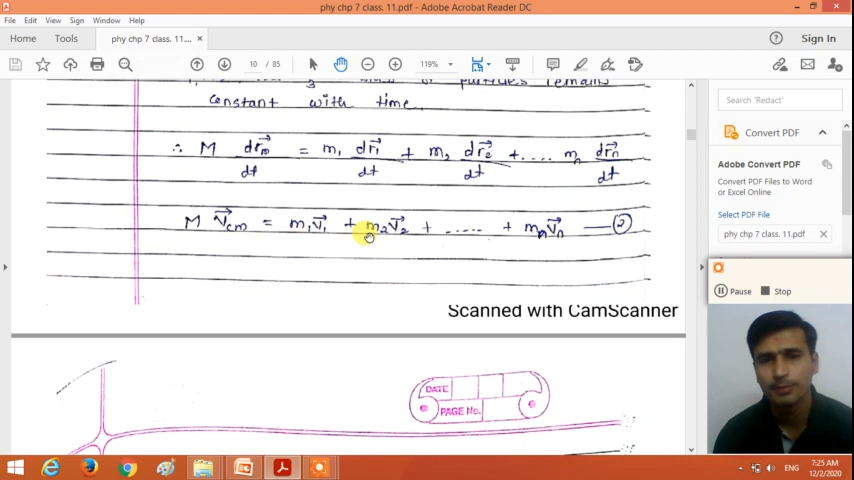 phy chp 7 class. 11.pdf - Adobe Acrobat Reader DC
File Edit View Sign Window Help
Home Tools phy chp 7 class. 11.... × Sign In
10 / 85 119%
particles remains
constant with time.
∴ M dr⃗/dt = m₁ dr⃗₁/dt + m₂ dr⃗₂/dt + .... mₙ dr⃗ₙ/dt
M V⃗cm = m₁v⃗₁ + m₂v⃗₂ + ...... + mₙv⃗ₙ — ②
Scanned with CamScanner
DATE
PAGE No.
Search 'Redact'
Convert PDF
Adobe Convert PDF
Convert PDF Files to Word
or Excel Online
Select PDF File
phy chp 7 class. 11.pdf ×
Pause Stop
ENG
7:25 AM
12/2/2020